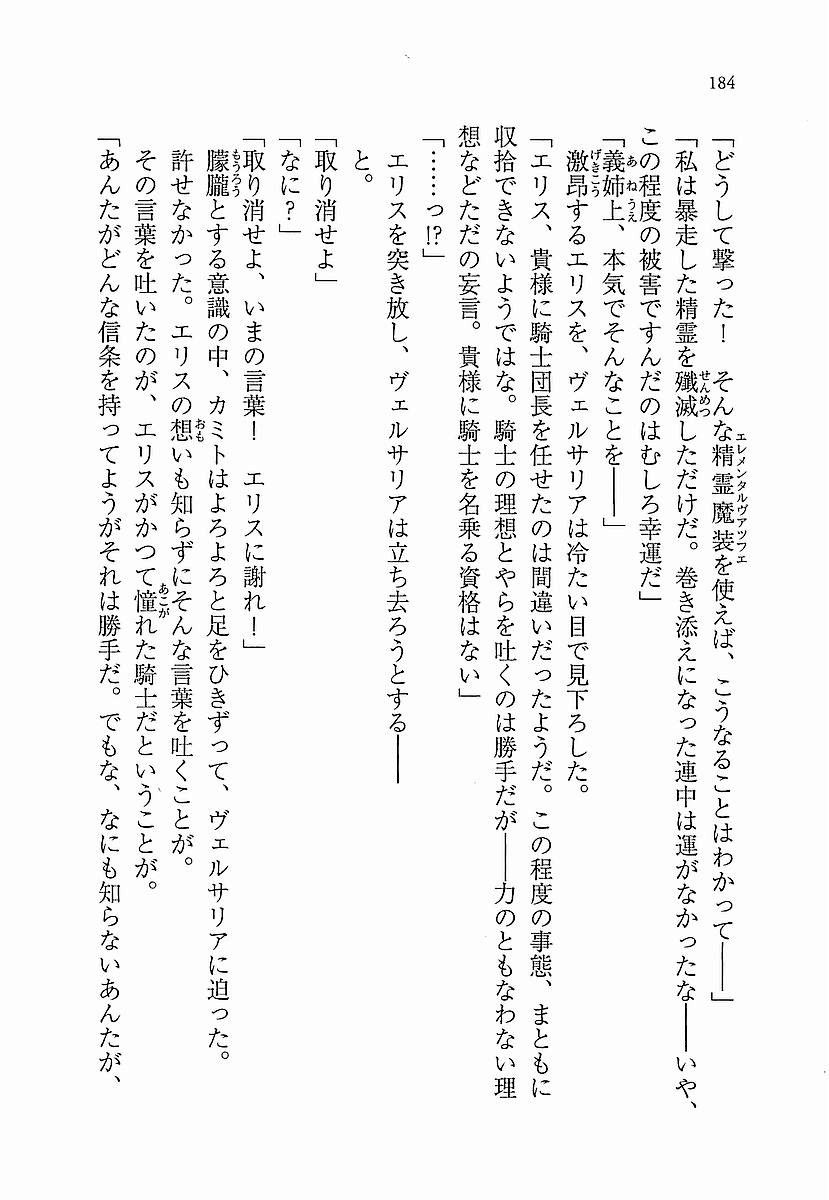 184
「どうして撃った！　そんな精霊魔装を使えば、こうなることはわかって――」
「私は暴走した精霊を殲滅しただけだ。巻き添えになった連中は運がなかったな――いや、
この程度の被害ですんだのはむしろ幸運だ」
「義姉上、本気でそんなことを――」
激昂するエリスを、ヴェルサリアは冷たい目で見下ろした。
「エリス、貴様に騎士団長を任せたのは間違いだったようだ。この程度の事態、まともに
収拾できないようではな。騎士の理想とやらを吐くのは勝手だが――力のともなわない理
想などただの妄言。貴様に騎士を名乗る資格はない」
「……っ!?」
エリスを突き放し、ヴェルサリアは立ち去ろうとする――
と。
「取り消せよ」
「なに？」
「取り消せよ、いまの言葉！　エリスに謝れ！」
朦朧とする意識の中、カミトはよろよろと足をひきずって、ヴェルサリアに迫った。
許せなかった。エリスの想いも知らずにそんな言葉を吐くことが。
その言葉を吐いたのが、エリスがかつて憧れた騎士だということが。
「あんたがどんな信条を持ってようがそれは勝手だ。でもな、なにも知らないあんたが、